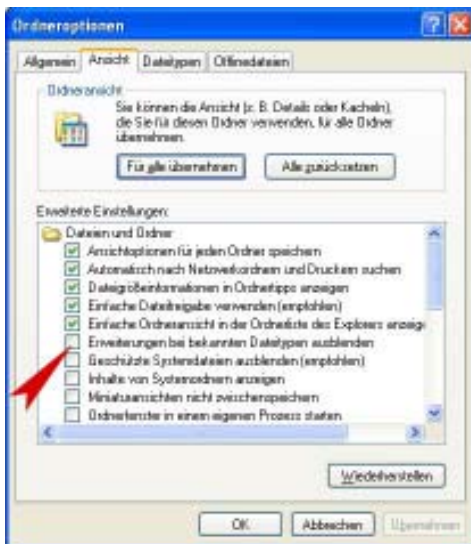 Ordneroptionen
Allgemein Ansicht Dateitypen Offlinedateien
Ordneransicht
Sie können die Ansicht (z. B. Details oder Kacheln),
die Sie für diesen Ordner verwenden, für alle Ordner
übernehmen.
Für alle übernehmen Alle zurücksetzen
Erweiterte Einstellungen:
Dateien und Ordner
Ansichtoptionen für jeden Ordner speichern
Automatisch nach Netzwerkordnern und Druckern suchen
Dateigrößeinformationen in Ordnertipps anzeigen
Einfache Dateifreigabe verwenden (empfohlen)
Einfache Ordneransicht in der Ordnerliste des Explorers anzeige
Erweiterungen bei bekannten Dateitypen ausblenden
Geschützte Systemdateien ausblenden (empfohlen)
Inhalte von Systemordnern anzeigen
Miniaturansichten nicht zwischenspeichern
Ordnerfenster in einem eigenen Prozess starten
Wiederherstellen
OK Abbrechen Übernehmen